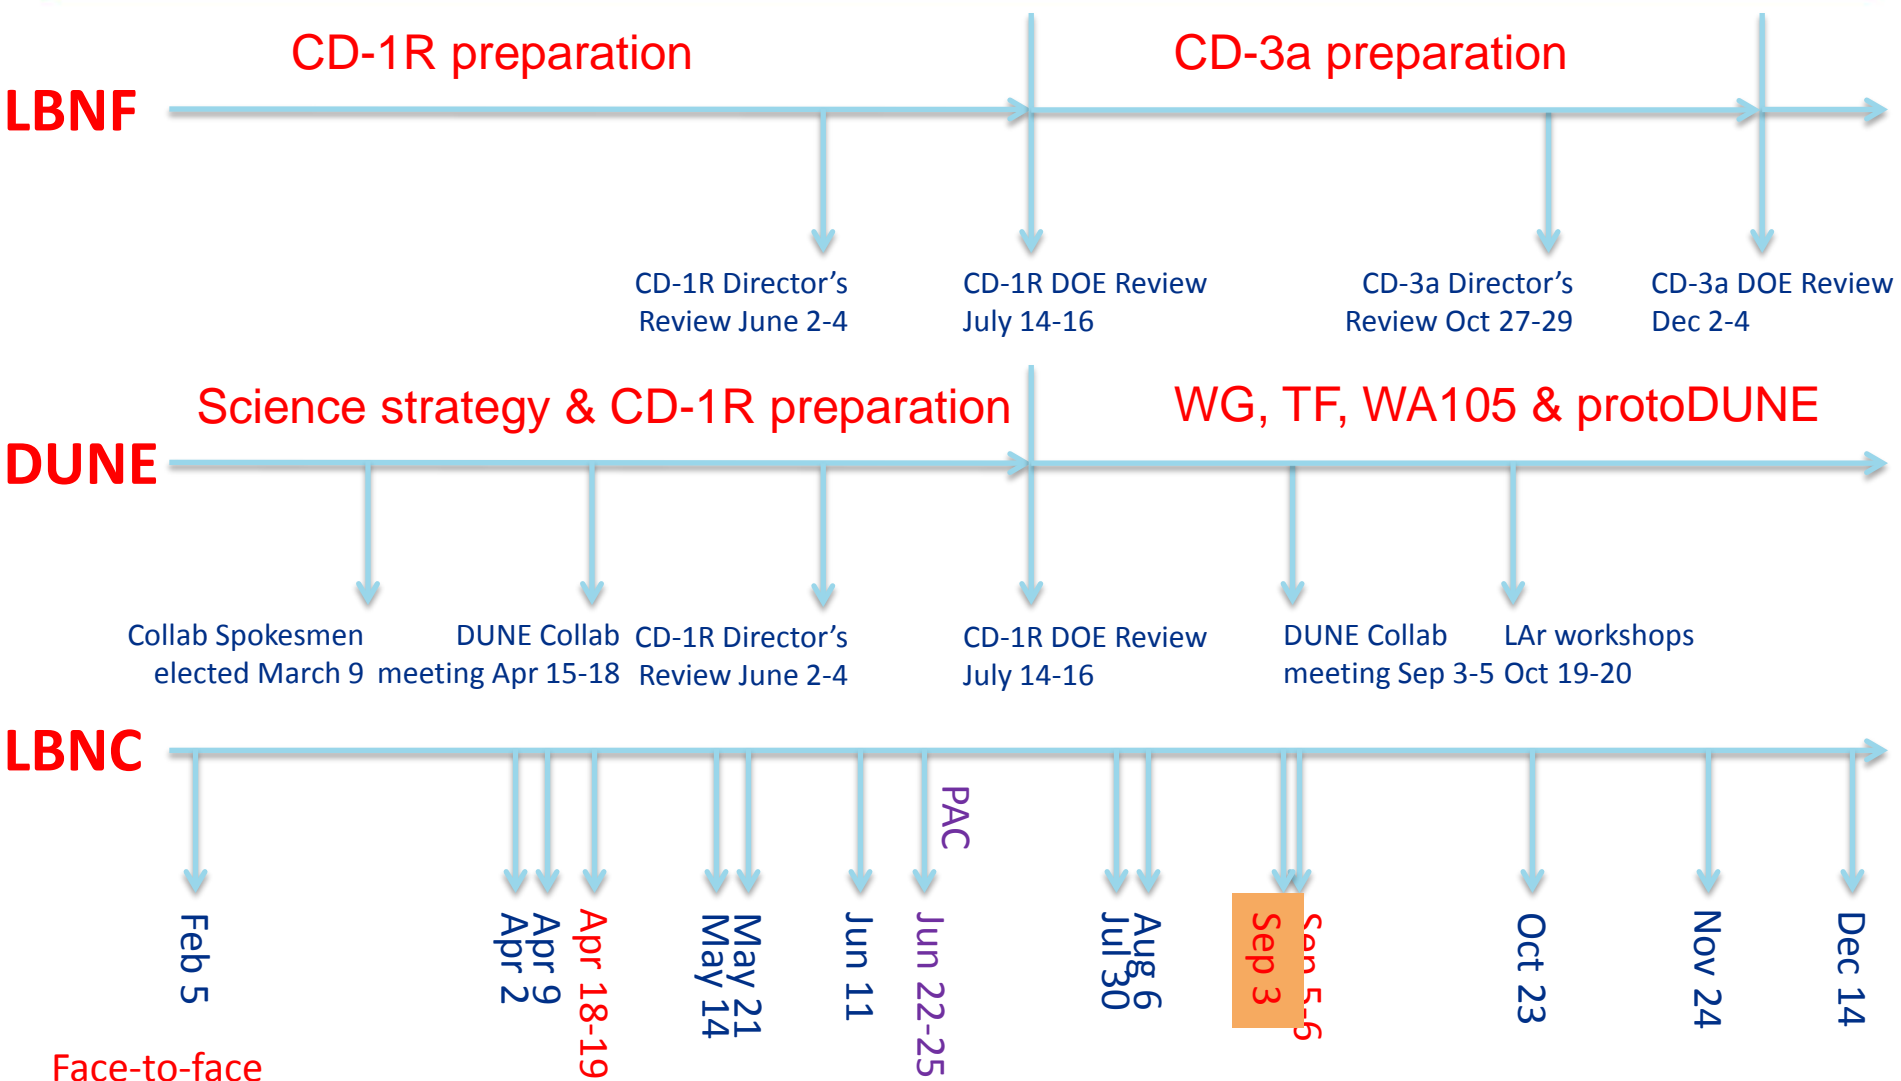 CD-1R preparation
CD-3a preparation
LBNF
CD-1R Director’s
Review June 2-4
CD-1R DOE Review
July 14-16
CD-3a Director’s
Review Oct 27-29
CD-3a DOE Review
Dec 2-4
Science strategy & CD-1R preparation
WG, TF, WA105 & protoDUNE
DUNE
Collab Spokesmen
elected March 9
DUNE Collab
meeting Apr 15-18
CD-1R Director’s
Review June 2-4
CD-1R DOE Review
July 14-16
DUNE Collab
meeting Sep 3-5
LAr workshops
Oct 19-20
LBNC
PAC
Feb 5
Apr 2
Apr 9
Apr 18-19
May 14
May 21
Jun 11
Jun 22-25
Jul 30
Aug 6
Sep 3
Sep 5-6
Oct 23
Nov 24
Dec 14
Face-to-face